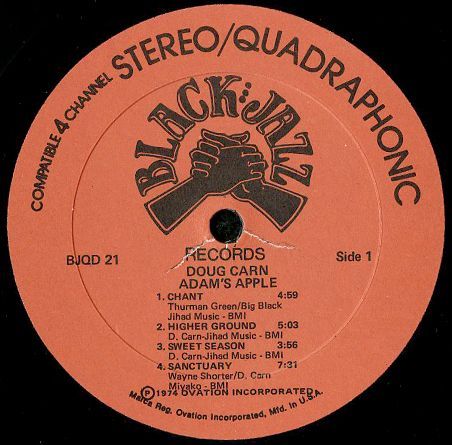 COMPATIBLE 4 CHANNEL STEREO/QUADRAPHONIC
BLACK JAZZ
RECORDS
BJQD 21
Side 1
DOUG CARN
ADAM'S APPLE
1. CHANT 4:59
Thurman Green/Big Black
Jihad Music - BMI
2. HIGHER GROUND 5:03
D. Carn-Jihad Music - BMI
3. SWEET SEASON 3:56
D. Carn-Jihad Music - BMI
4. SANCTUARY 7:31
Wayne Shorter/D. Carn
Miyako - BMI
℗ 1974 OVATION INCORPORATED
Marca Reg. Ovation Incorporated, Mfd. in U.S.A.